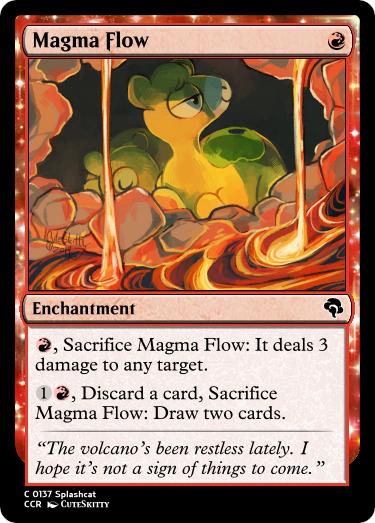 Magma Flow
Enchantment
, Sacrifice Magma Flow: It deals 3
damage to any target.
1 , Discard a card, Sacrifice
Magma Flow: Draw two cards.
“The volcano's been restless lately. I
hope it's not a sign of things to come.”
C 0137 Splashcat
CCR CuteSkitty